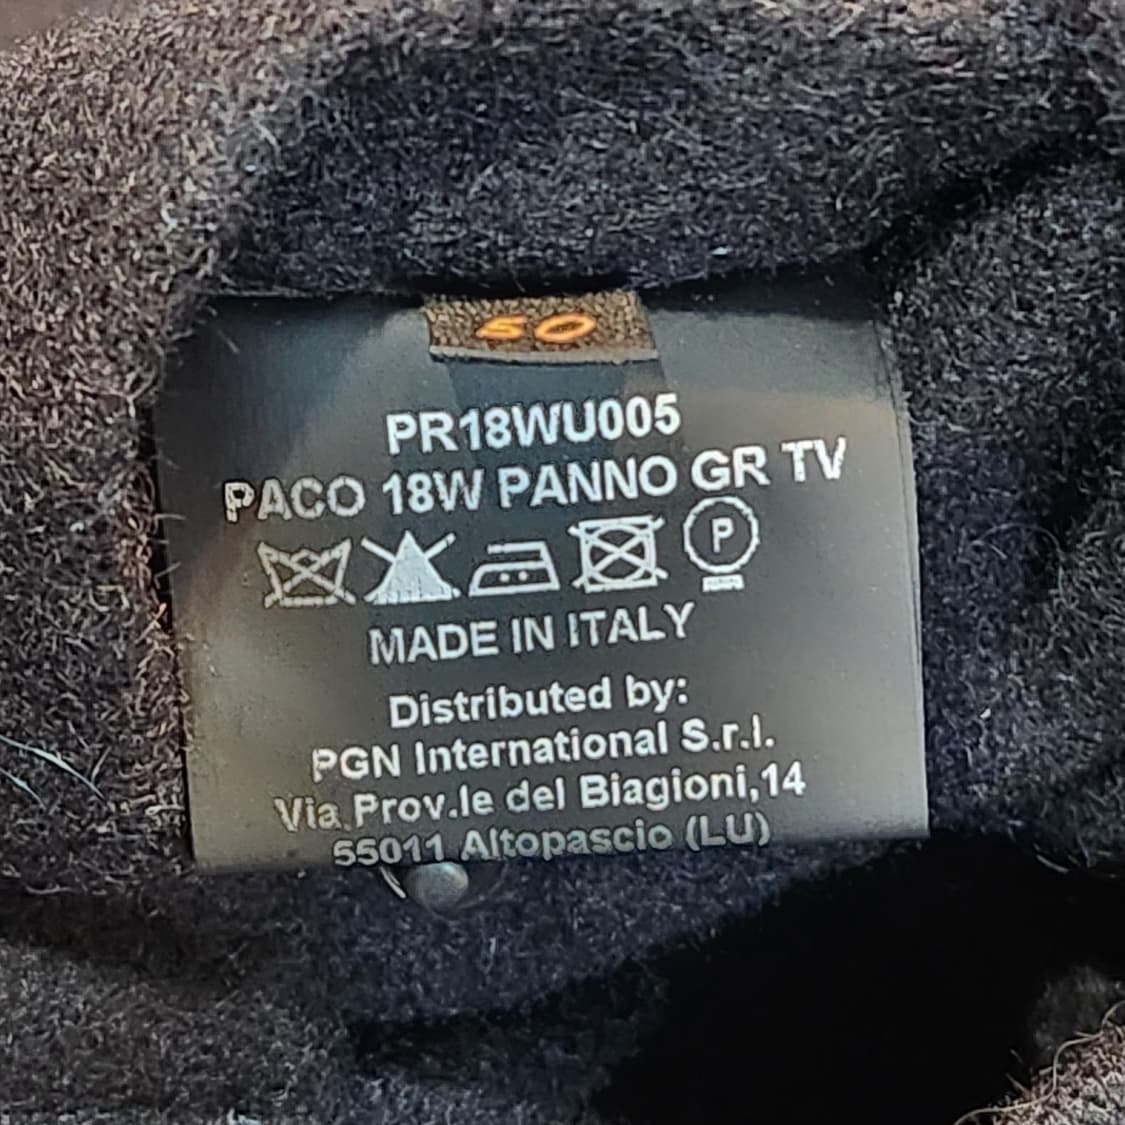 50
PR18WU005
PACO 18W PANNO GR TV
P
MADE IN ITALY
Distributed by:
PGN International S.r.l.
Via Prov.le del Biagioni,14
55011 Altopascio (LU)